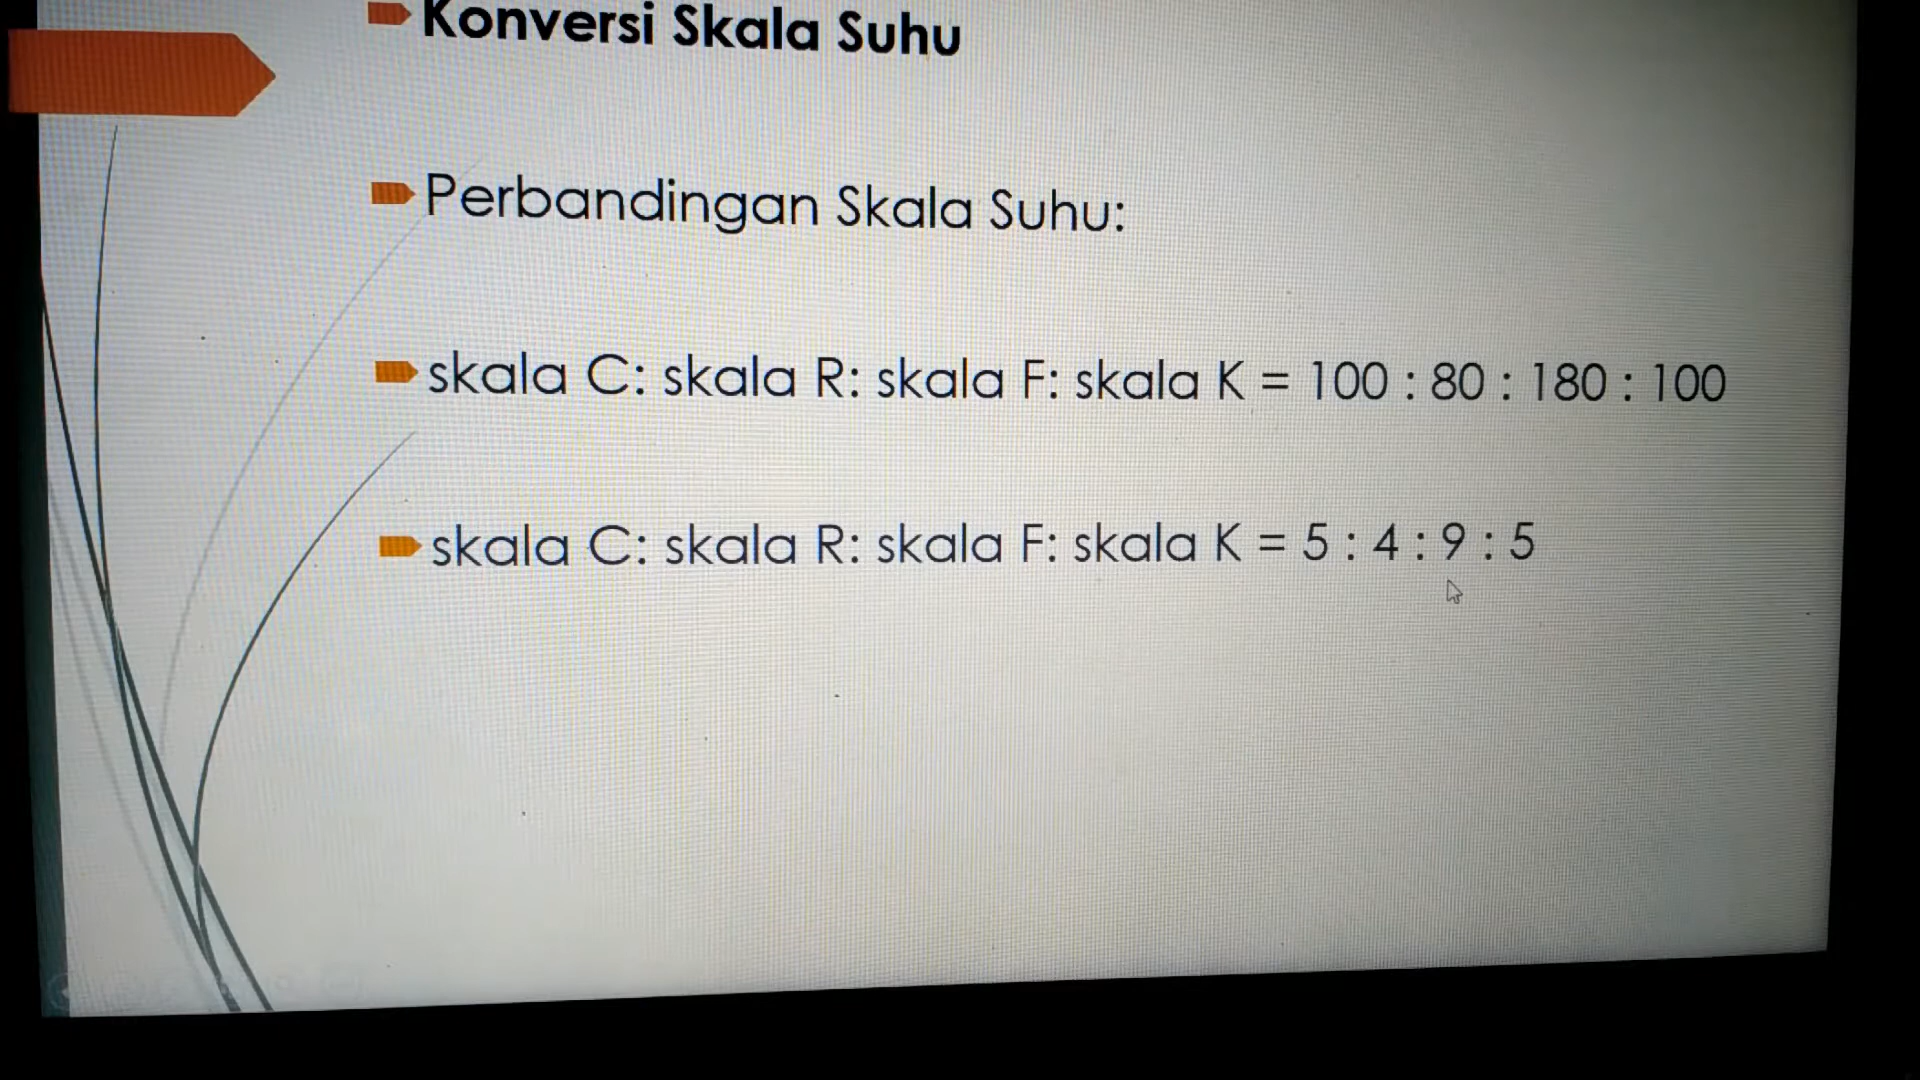 Konversi Skala Suhu
Perbandingan Skala Suhu:
skala C: skala R: skala F: skala K = 100 : 80 : 180 : 100
skala C: skala R: skala F: skala K = 5 : 4 : 9 : 5